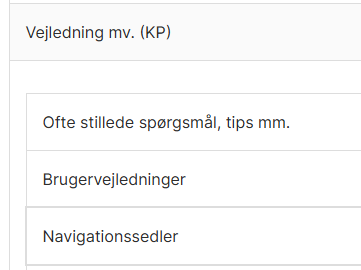 Vejledning mv. (KP)
Ofte stillede spørgsmål, tips mm.
Brugervejledninger
Navigationssedler